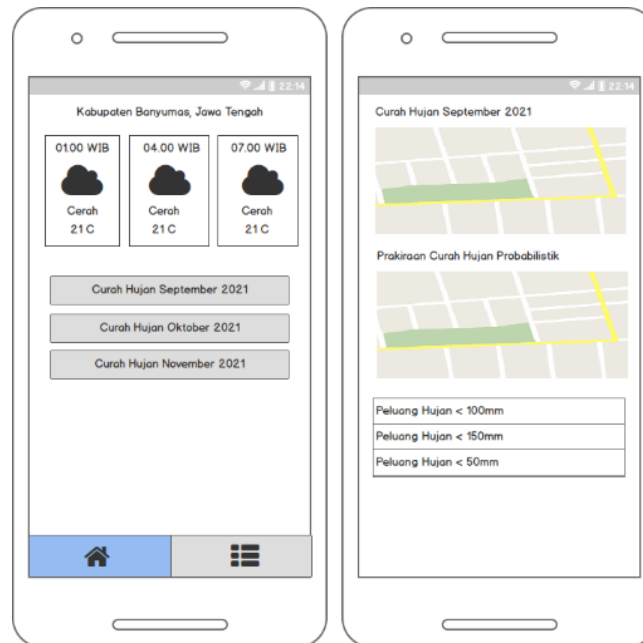 22:14
Kabupaten Banyumas, Jawa Tengah
01.00 WIB
Cerah
21 C
04.00 WIB
Cerah
21 C
07.00 WIB
Cerah
21 C
Curah Hujan September 2021
Curah Hujan Oktober 2021
Curah Hujan November 2021
22:14
Curah Hujan September 2021
Prakiraan Curah Hujan Probabilistik
Peluang Hujan < 100mm
Peluang Hujan < 150mm
Peluang Hujan < 50mm